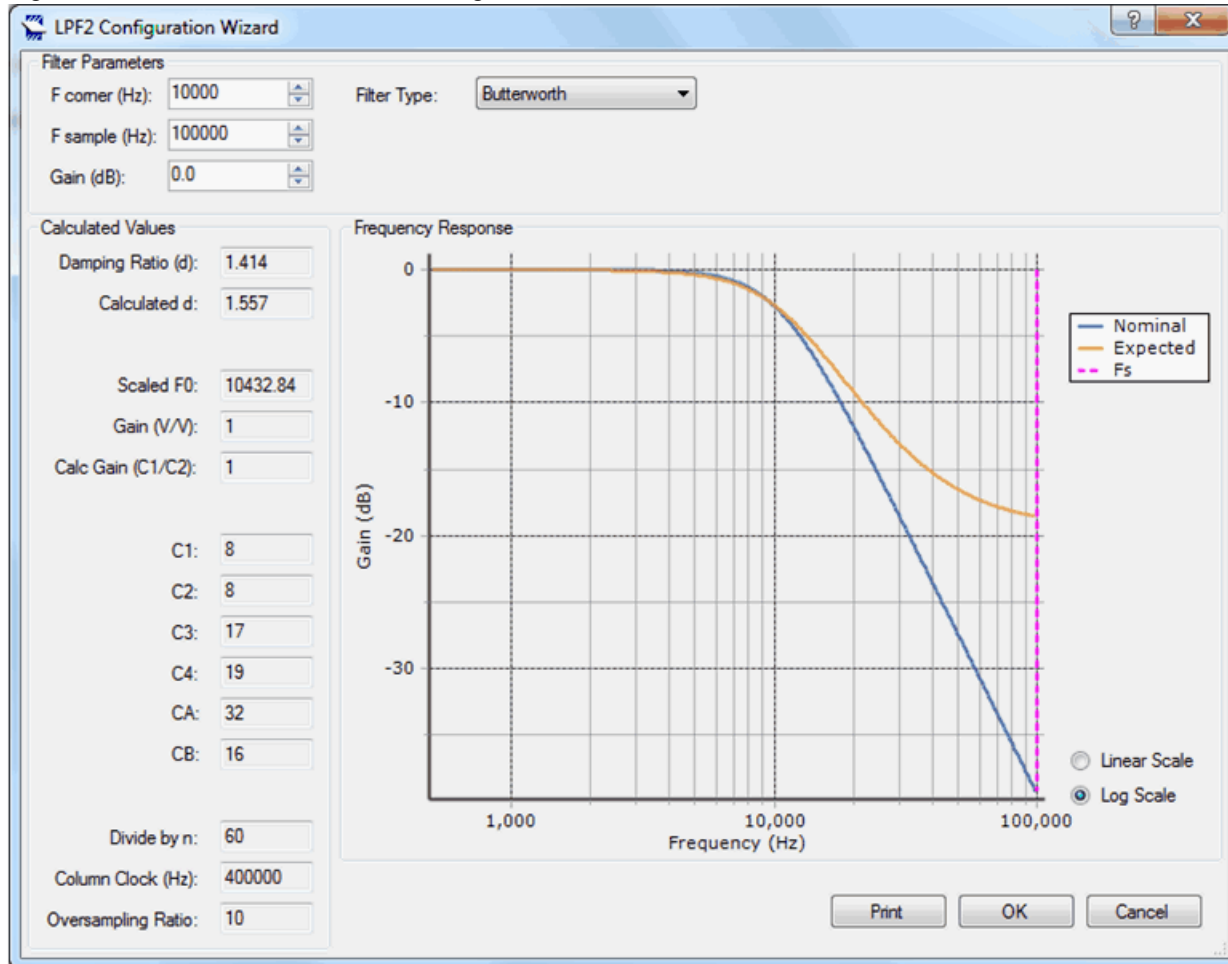 LPF2 Configuration Wizard
Filter Parameters
F corner (Hz): 10000
Filter Type: Butterworth
F sample (Hz): 100000
Gain (dB): 0.0
Calculated Values
Damping Ratio (d): 1.414
Calculated d: 1.557
Scaled F0: 10432.84
Gain (V/V): 1
Calc Gain (C1/C2): 1
C1: 8
C2: 8
C3: 17
C4: 19
CA: 32
CB: 16
Divide by n: 60
Column Clock (Hz): 400000
Oversampling Ratio: 10
Frequency Response
0
-10
-20
-30
Gain (dB)
1,000
10,000
100,000
Frequency (Hz)
Nominal
Expected
Fs
Linear Scale
Log Scale
Print
OK
Cancel